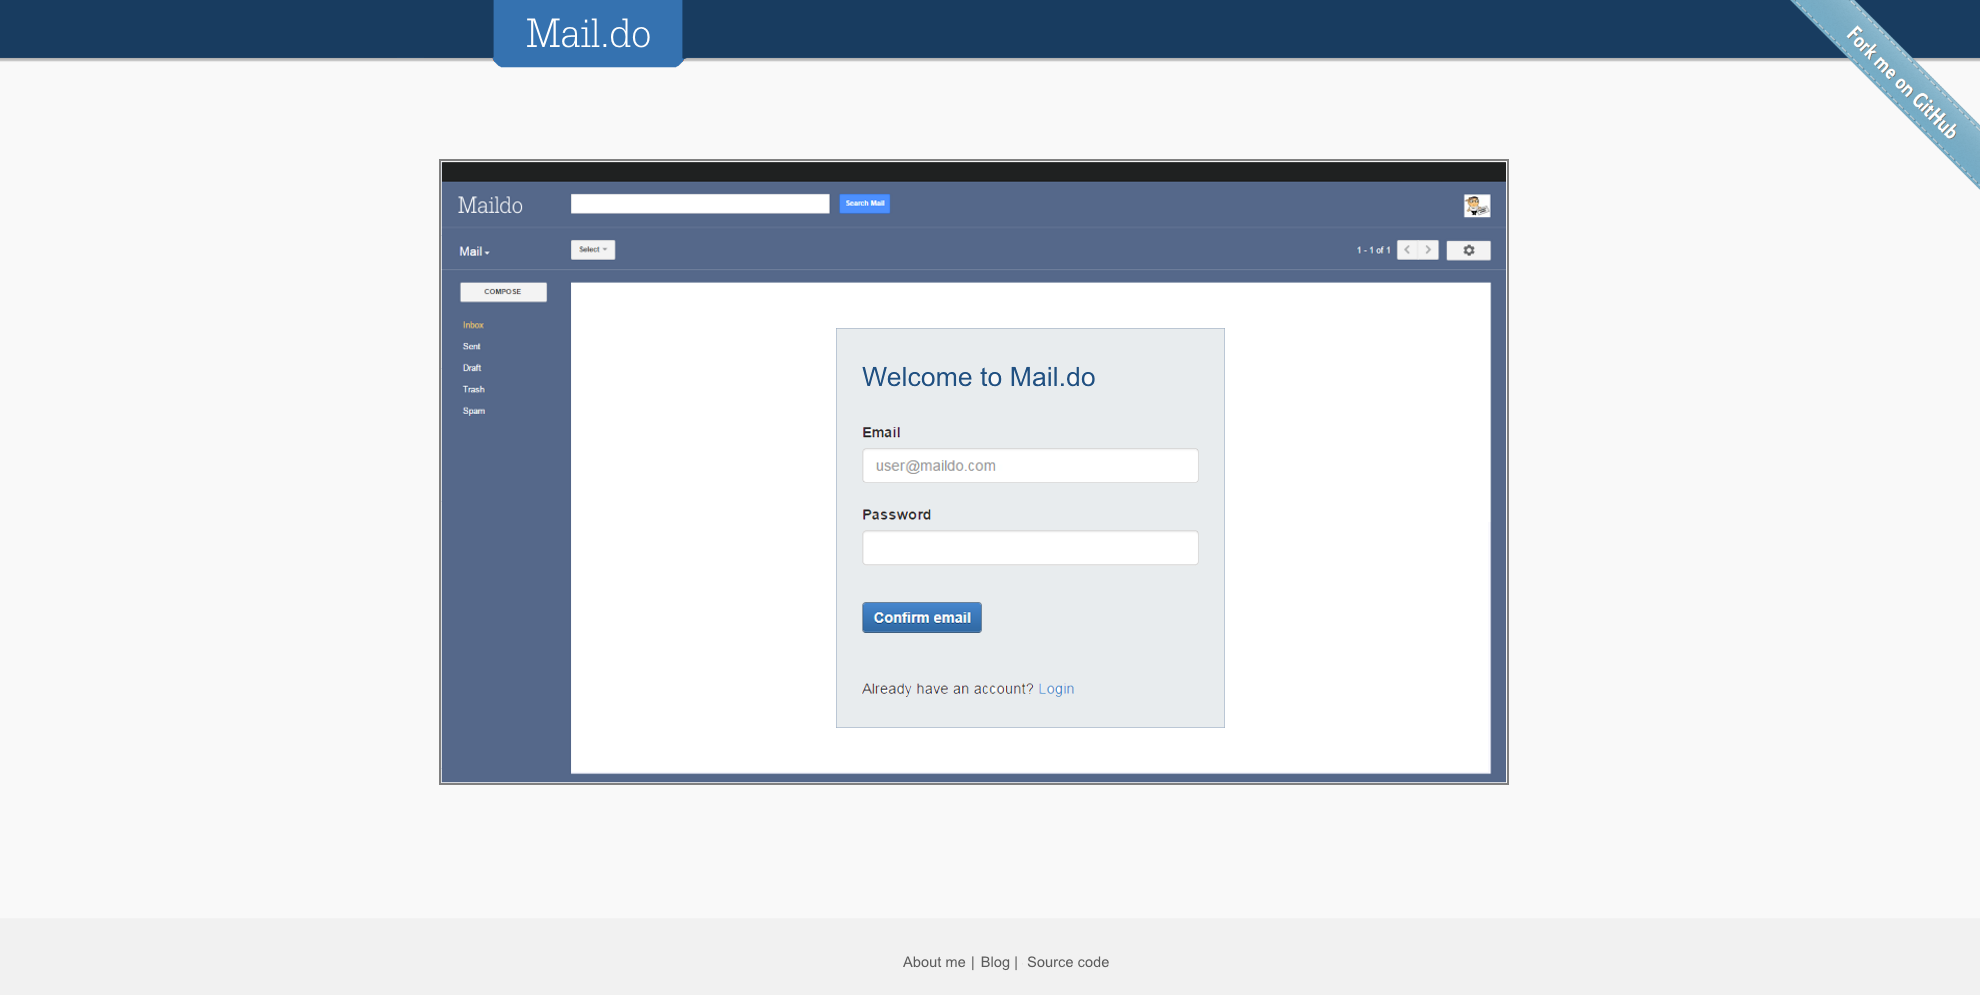 Mail.do
Fork me on GitHub
Maildo
Search Mail
Mail
Select
1 - 1 of 1
COMPOSE
Inbox
Sent
Draft
Trash
Spam
Welcome to Mail.do
Email
user@maildo.com
Password
Confirm email
Already have an account? Login
About me | Blog | Source code